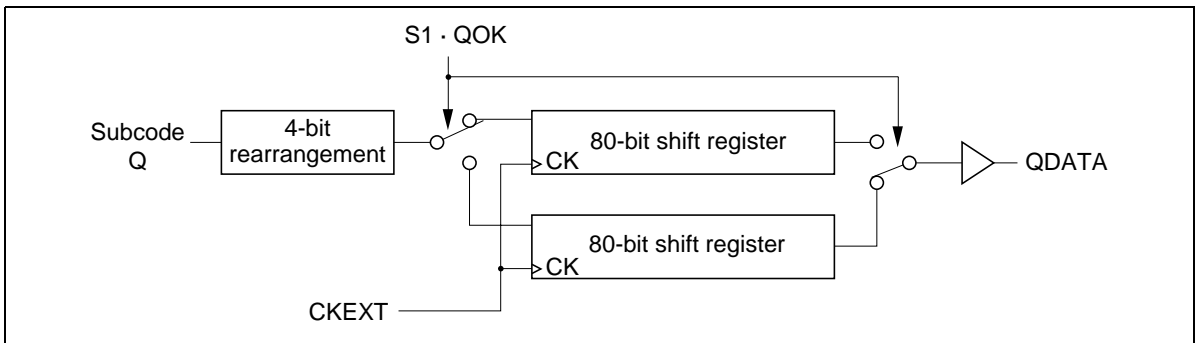 S1 · QOK
Subcode
Q
4-bit
rearrangement
80-bit shift register
CK
QDATA
80-bit shift register
CK
CKEXT